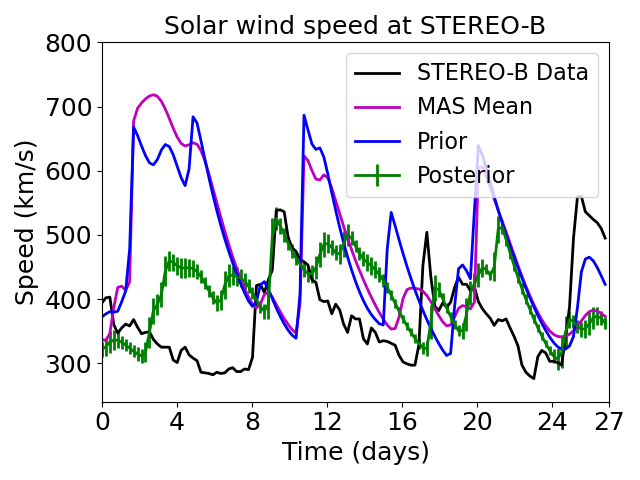 Solar wind speed at STEREO-B
800
700
600
500
400
300
Speed (km/s)
STEREO-B Data
MAS Mean
Prior
Posterior
0 4 8 12 16 20 24 27
Time (days)